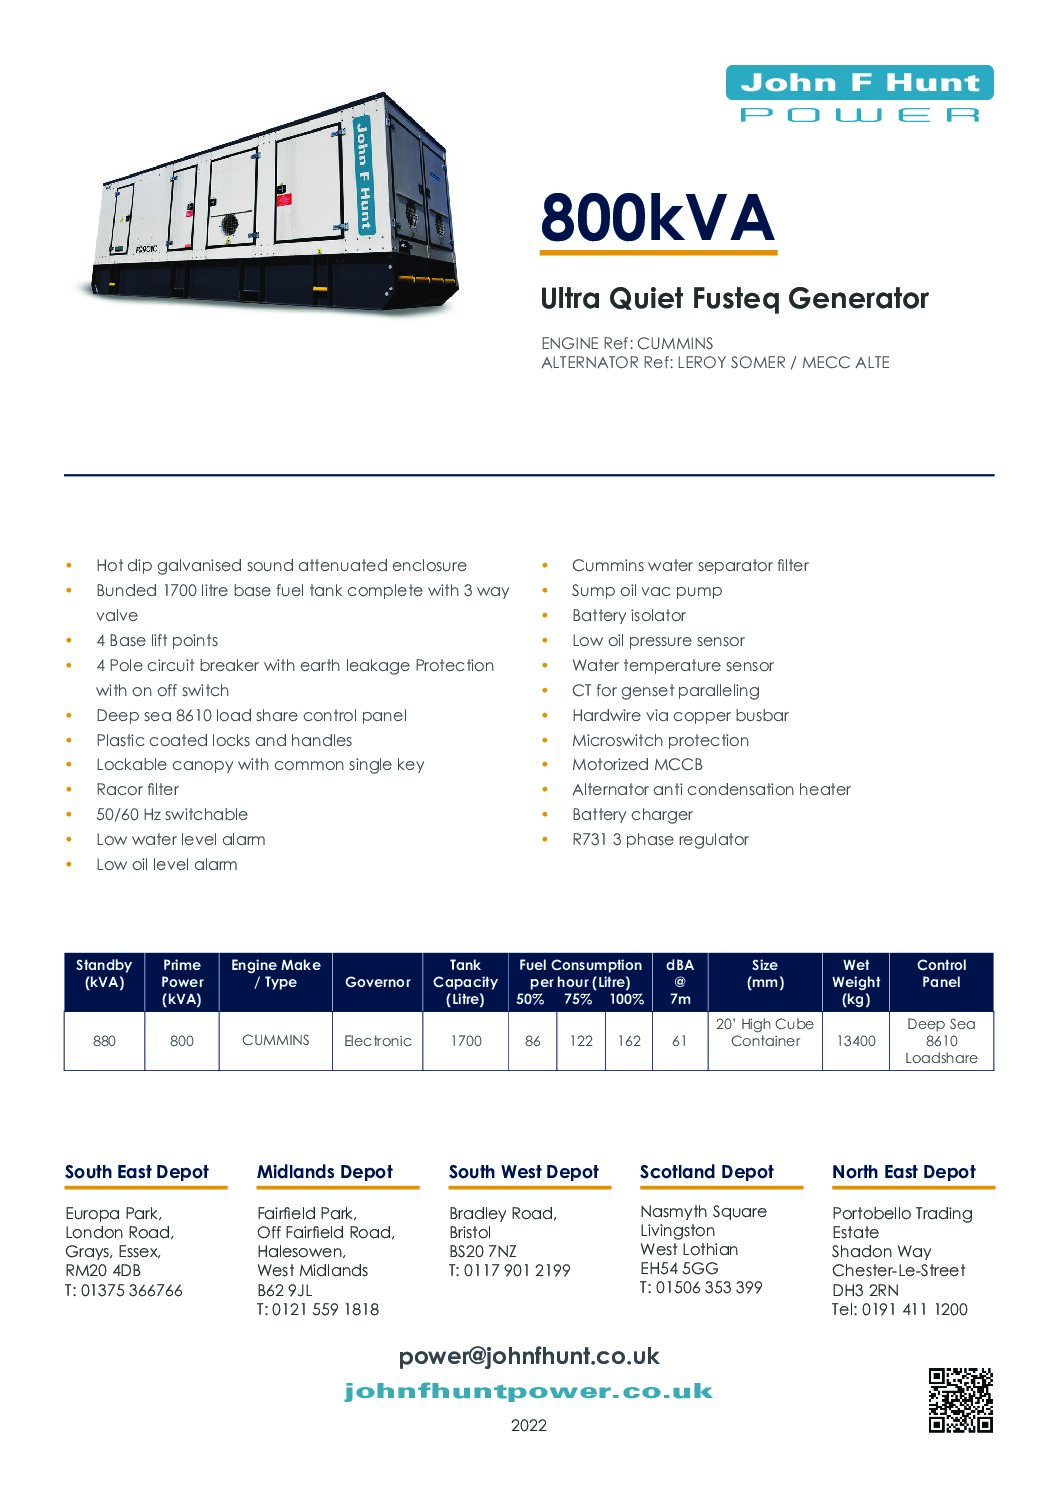 John F Hunt
POWER
John F Hunt
800kVA
Ultra Quiet Fusteq Generator
ENGINE Ref: CUMMINS
ALTERNATOR Ref: LEROY SOMER / MECC ALTE
• Hot dip galvanised sound attenuated enclosure
• Bunded 1700 litre base fuel tank complete with 3 way
valve
• 4 Base lift points
• 4 Pole circuit breaker with earth leakage Protection
with on off switch
• Deep sea 8610 load share control panel
• Plastic coated locks and handles
• Lockable canopy with common single key
• Racor filter
• 50/60 Hz switchable
• Low water level alarm
• Low oil level alarm
• Cummins water separator filter
• Sump oil vac pump
• Battery isolator
• Low oil pressure sensor
• Water temperature sensor
• CT for genset paralleling
• Hardwire via copper busbar
• Microswitch protection
• Motorized MCCB
• Alternator anti condensation heater
• Battery charger
• R731 3 phase regulator
Standby
(kVA)
Prime
Power
(kVA)
Engine Make
/ Type
Governor
Tank
Capacity
(Litre)
Fuel Consumption
per hour (Litre)
50% 75% 100%
dBA
@
7m
Size
(mm)
Wet
Weight
(kg)
Control
Panel
880
800
CUMMINS
Electronic
1700
86
122
162
61
20' High Cube
Container
13400
Deep Sea
8610
Loadshare
South East Depot
Europa Park,
London Road,
Grays, Essex,
RM20 4DB
T: 01375 366766
Midlands Depot
Fairfield Park,
Off Fairfield Road,
Halesowen,
West Midlands
B62 9JL
T: 0121 559 1818
South West Depot
Bradley Road,
Bristol
BS20 7NZ
T: 0117 901 2199
Scotland Depot
Nasmyth Square
Livingston
West Lothian
EH54 5GG
T: 01506 353 399
North East Depot
Portobello Trading
Estate
Shadon Way
Chester-Le-Street
DH3 2RN
Tel: 0191 411 1200
power@johnfhunt.co.uk
johnfhuntpower.co.uk
2022